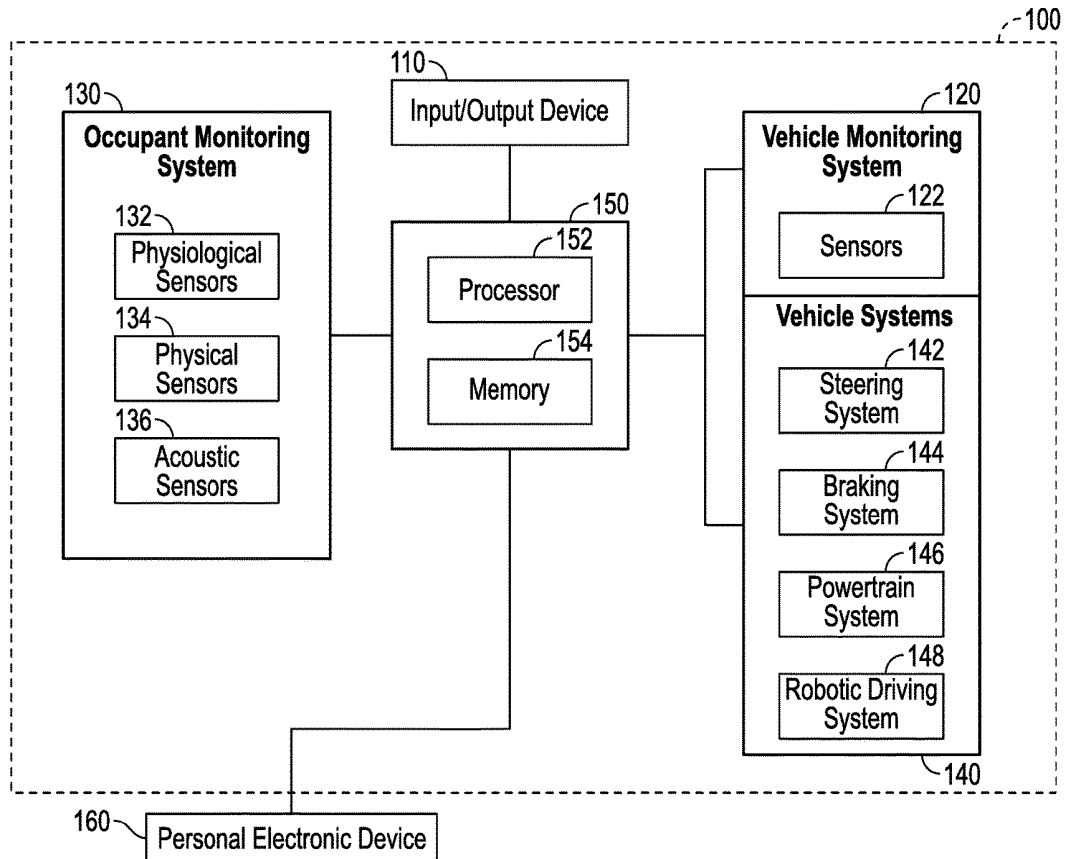 100
110
Input/Output Device
130
Occupant Monitoring
System
132
Physiological
Sensors
134
Physical
Sensors
136
Acoustic
Sensors
150
152
Processor
154
Memory
120
Vehicle Monitoring
System
122
Sensors
Vehicle Systems
142
Steering
System
144
Braking
System
146
Powertrain
System
148
Robotic Driving
System
140
160
Personal Electronic Device